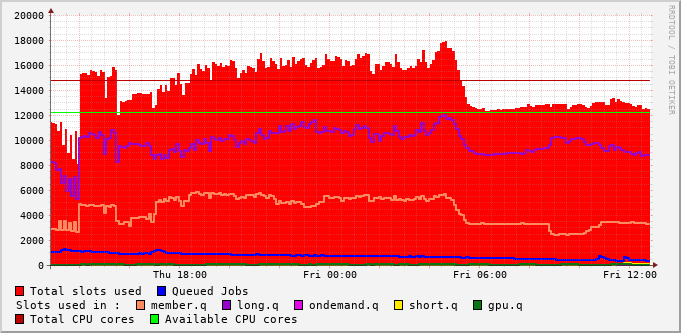 20000
18000
16000
14000
12000
10000
8000
6000
4000
2000
0
Thu 18:00 Fri 00:00 Fri 06:00 Fri 12:00
RRDTOOL / TOBI OETIKER
Total slots used Queued Jobs
Slots used in : member.q long.q ondemand.q short.q gpu.q
Total CPU cores Available CPU cores